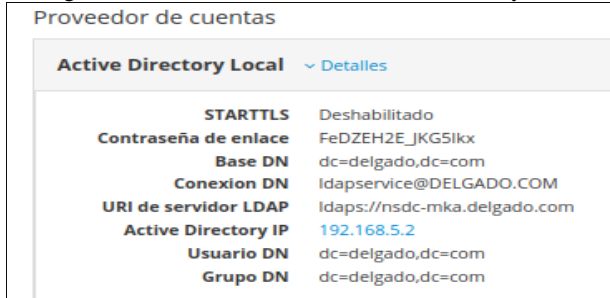 Proveedor de cuentas
Active Directory Local Detalles
STARTTLS Deshabilitado
Contraseña de enlace FeDZEH2E_JKG5lkx
Base DN dc=delgado,dc=com
Conexion DN ldapservice@DELGADO.COM
URI de servidor LDAP ldaps://nsdc-mka.delgado.com
Active Directory IP 192.168.5.2
Usuario DN dc=delgado,dc=com
Grupo DN dc=delgado,dc=com